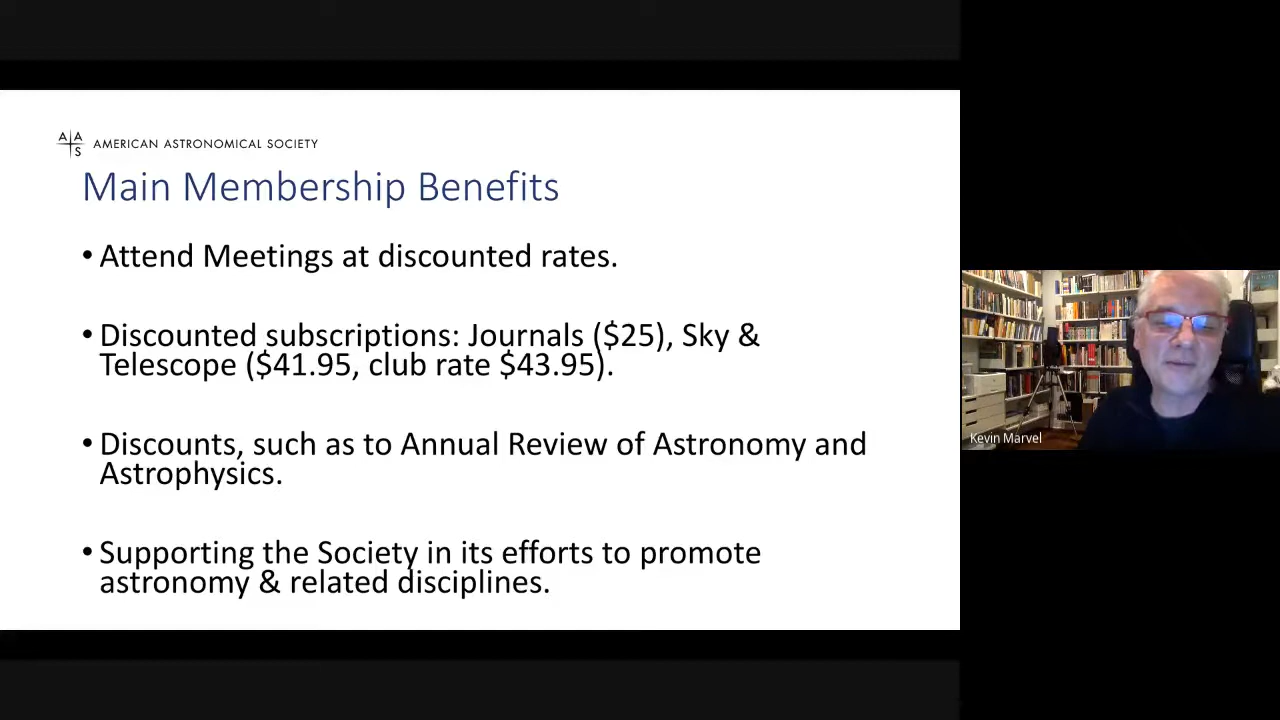 A A
S
AMERICAN ASTRONOMICAL SOCIETY
Main Membership Benefits
• Attend Meetings at discounted rates.
• Discounted subscriptions: Journals ($25), Sky &
Telescope ($41.95, club rate $43.95).
• Discounts, such as to Annual Review of Astronomy and
Astrophysics.
• Supporting the Society in its efforts to promote
astronomy & related disciplines.
Kevin Marvel